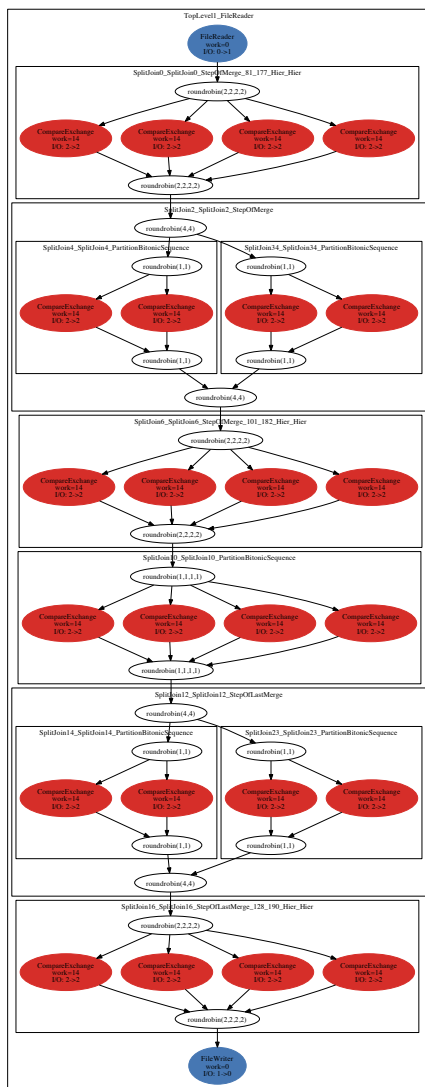 TopLevel1_FileReader
FileReader
work=0
I/O: 0->1
SplitJoin0_SplitJoin0_StepOfMerge_81_177_Hier_Hier
roundrobin(2,2,2,2)
CompareExchange CompareExchange CompareExchange CompareExchange
work=14 work=14 work=14 work=14
I/O: 2->2 I/O: 2->2 I/O: 2->2 I/O: 2->2
roundrobin(2,2,2,2)
SplitJoin2_SplitJoin2_StepOfMerge
roundrobin(4,4)
SplitJoin4_SplitJoin4_PartitionBitonicSequence SplitJoin34_SplitJoin34_PartitionBitonicSequence
roundrobin(1,1) roundrobin(1,1)
CompareExchange CompareExchange CompareExchange CompareExchange
work=14 work=14 work=14 work=14
I/O: 2->2 I/O: 2->2 I/O: 2->2 I/O: 2->2
roundrobin(1,1) roundrobin(1,1)
roundrobin(4,4)
SplitJoin6_SplitJoin6_StepOfMerge_101_182_Hier_Hier
roundrobin(2,2,2,2)
CompareExchange CompareExchange CompareExchange CompareExchange
work=14 work=14 work=14 work=14
I/O: 2->2 I/O: 2->2 I/O: 2->2 I/O: 2->2
roundrobin(2,2,2,2)
SplitJoin10_SplitJoin10_PartitionBitonicSequence
roundrobin(1,1,1,1)
CompareExchange CompareExchange CompareExchange CompareExchange
work=14 work=14 work=14 work=14
I/O: 2->2 I/O: 2->2 I/O: 2->2 I/O: 2->2
roundrobin(1,1,1,1)
SplitJoin12_SplitJoin12_StepOfLastMerge
roundrobin(4,4)
SplitJoin14_SplitJoin14_PartitionBitonicSequence SplitJoin23_SplitJoin23_PartitionBitonicSequence
roundrobin(1,1) roundrobin(1,1)
CompareExchange CompareExchange CompareExchange CompareExchange
work=14 work=14 work=14 work=14
I/O: 2->2 I/O: 2->2 I/O: 2->2 I/O: 2->2
roundrobin(1,1) roundrobin(1,1)
roundrobin(4,4)
SplitJoin16_SplitJoin16_StepOfLastMerge_128_190_Hier_Hier
roundrobin(2,2,2,2)
CompareExchange CompareExchange CompareExchange CompareExchange
work=14 work=14 work=14 work=14
I/O: 2->2 I/O: 2->2 I/O: 2->2 I/O: 2->2
roundrobin(2,2,2,2)
FileWriter
work=0
I/O: 1->0